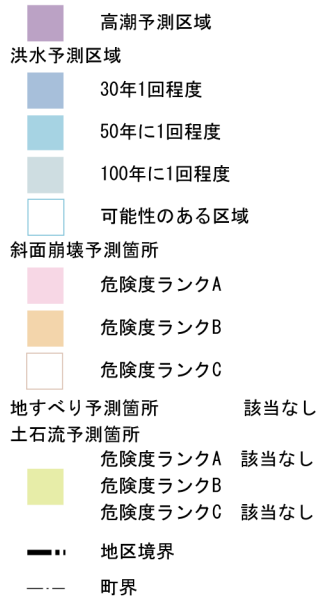 高潮予測区域
洪水予測区域
30年1回程度
50年に1回程度
100年に1回程度
可能性のある区域
斜面崩壊予測箇所
危険度ランクA
危険度ランクB
危険度ランクC
地すべり予測箇所 該当なし
土石流予測箇所
危険度ランクA 該当なし
危険度ランクB
危険度ランクC 該当なし
地区境界
町界